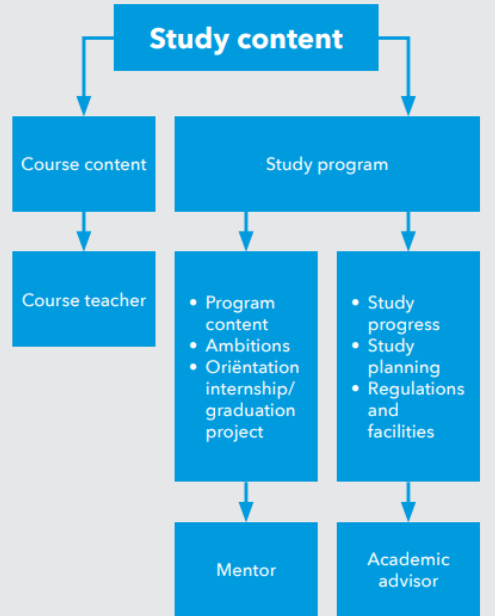 Study content
Course content
Study program
Course teacher
• Program
content
• Ambitions
• Oriëntation
internship/
graduation
project
• Study
progress
• Study
planning
• Regulations
and
facilities
Mentor
Academic
advisor